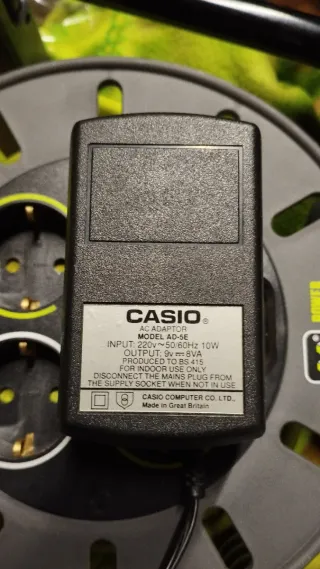 CASIO®
AC ADAPTOR
MODEL AD-5E
INPUT: 220v～50/60Hz 10W
OUTPUT: 9v⎓8VA
PRODUCED TO BS 415
FOR INDOOR USE ONLY
DISCONNECT THE MAINS PLUG FROM
THE SUPPLY SOCKET WHEN NOT IN USE
CASIO COMPUTER CO., LTD.,
Made in Great Britain
POWER